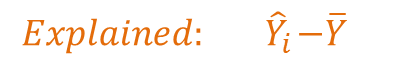 Explained: Ŷᵢ – Ȳ